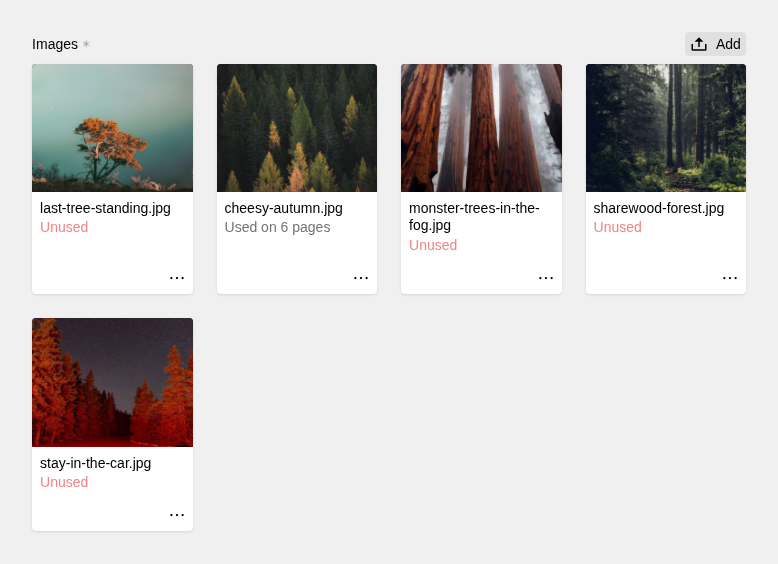 Images *
Add
last-tree-standing.jpg
Unused
cheesy-autumn.jpg
Used on 6 pages
monster-trees-in-the-
fog.jpg
Unused
sharewood-forest.jpg
Unused
stay-in-the-car.jpg
Unused